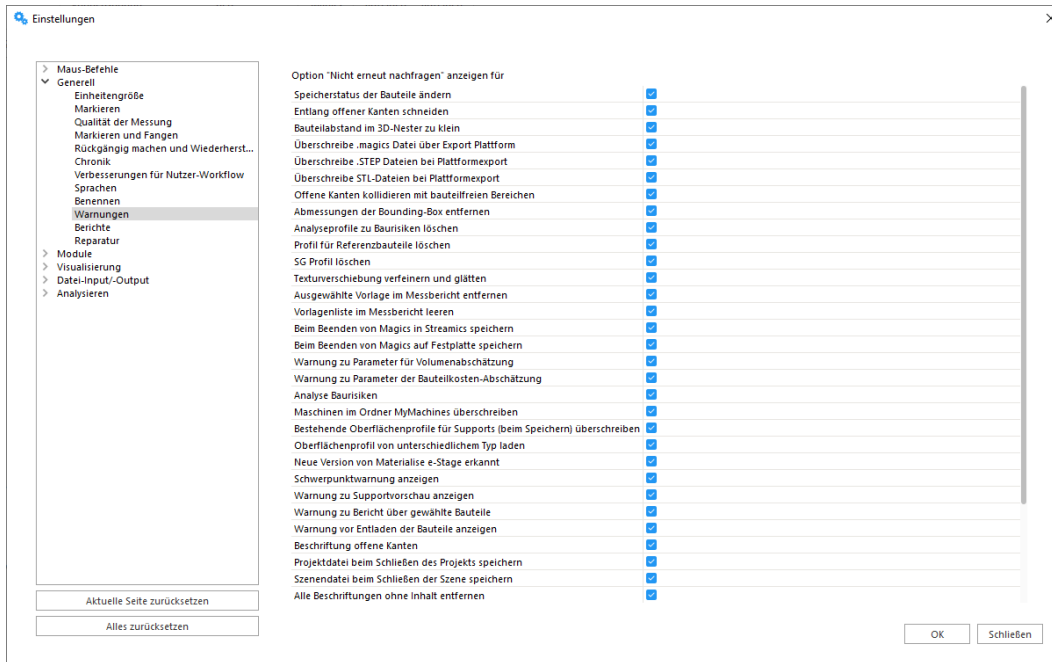 Einstellungen
Maus-Befehle
Generell
Einheitengröße
Markieren
Qualität der Messung
Markieren und Fangen
Rückgängig machen und Wiederherst...
Chronik
Verbesserungen für Nutzer-Workflow
Sprachen
Benennen
Warnungen
Berichte
Reparatur
Module
Visualisierung
Datei-Input/-Output
Analysieren
Aktuelle Seite zurücksetzen
Alles zurücksetzen
Option "Nicht erneut nachfragen" anzeigen für
Speicherstatus der Bauteile ändern
Entlang offener Kanten schneiden
Bauteilabstand im 3D-Nester zu klein
Überschreibe .magics Datei über Export Plattform
Überschreibe .STEP Dateien bei Plattformexport
Überschreibe STL-Dateien bei Plattformexport
Offene Kanten kollidieren mit bauteilfreien Bereichen
Abmessungen der Bounding-Box entfernen
Analyseprofile zu Baurisiken löschen
Profil für Referenzbauteile löschen
SG Profil löschen
Texturverschiebung verfeinern und glätten
Ausgewählte Vorlage im Messbericht entfernen
Vorlagenliste im Messbericht leeren
Beim Beenden von Magics in Streamics speichern
Beim Beenden von Magics auf Festplatte speichern
Warnung zu Parameter für Volumenabschätzung
Warnung zu Parameter der Bauteilkosten-Abschätzung
Analyse Baurisiken
Maschinen im Ordner MyMachines überschreiben
Bestehende Oberflächenprofile für Supports (beim Speichern) überschreiben
Oberflächenprofil von unterschiedlichem Typ laden
Neue Version von Materialise e-Stage erkannt
Schwerpunktwarnung anzeigen
Warnung zu Supportvorschau anzeigen
Warnung zu Bericht über gewählte Bauteile
Warnung vor Entladen der Bauteile anzeigen
Beschriftung offene Kanten
Projektdatei beim Schließen des Projekts speichern
Szenendatei beim Schließen der Szene speichern
Alle Beschriftungen ohne Inhalt entfernen
OK
Schließen